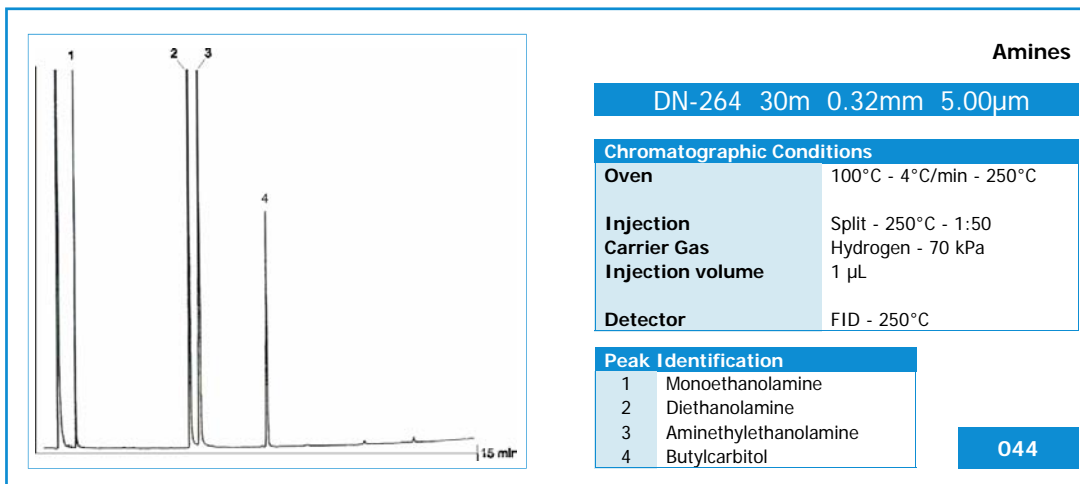 1
2
3
4
15 min
Amines
DN-264 30m 0.32mm 5.00µm
Chromatographic Conditions
Oven 100°C - 4°C/min - 250°C
Injection Split - 250°C - 1:50
Carrier Gas Hydrogen - 70 kPa
Injection volume 1 µL
Detector FID - 250°C
Peak Identification
1 Monoethanolamine
2 Diethanolamine
3 Aminethylethanolamine
4 Butylcarbitol
044